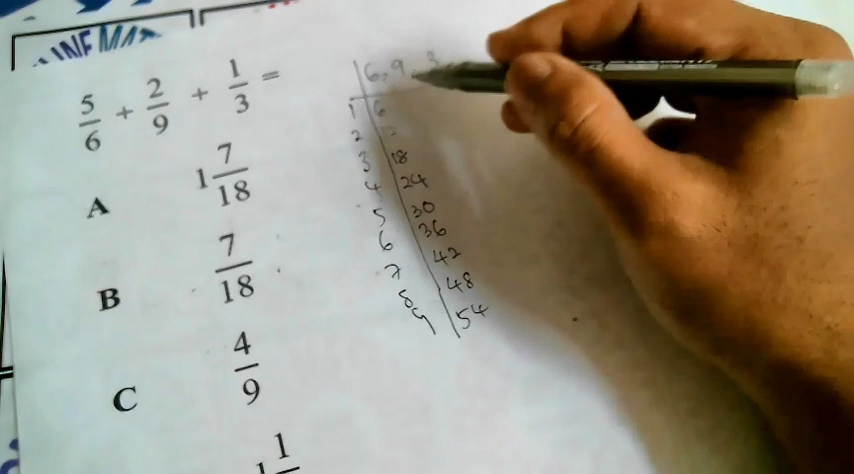 5/6 + 2/9 + 1/3 =
A 1 7/18
B 7/18
C 4/9
1
6, 9, 3
1 6
2
3 18
4 24
5 30
6 36
7 42
8 48
9 54